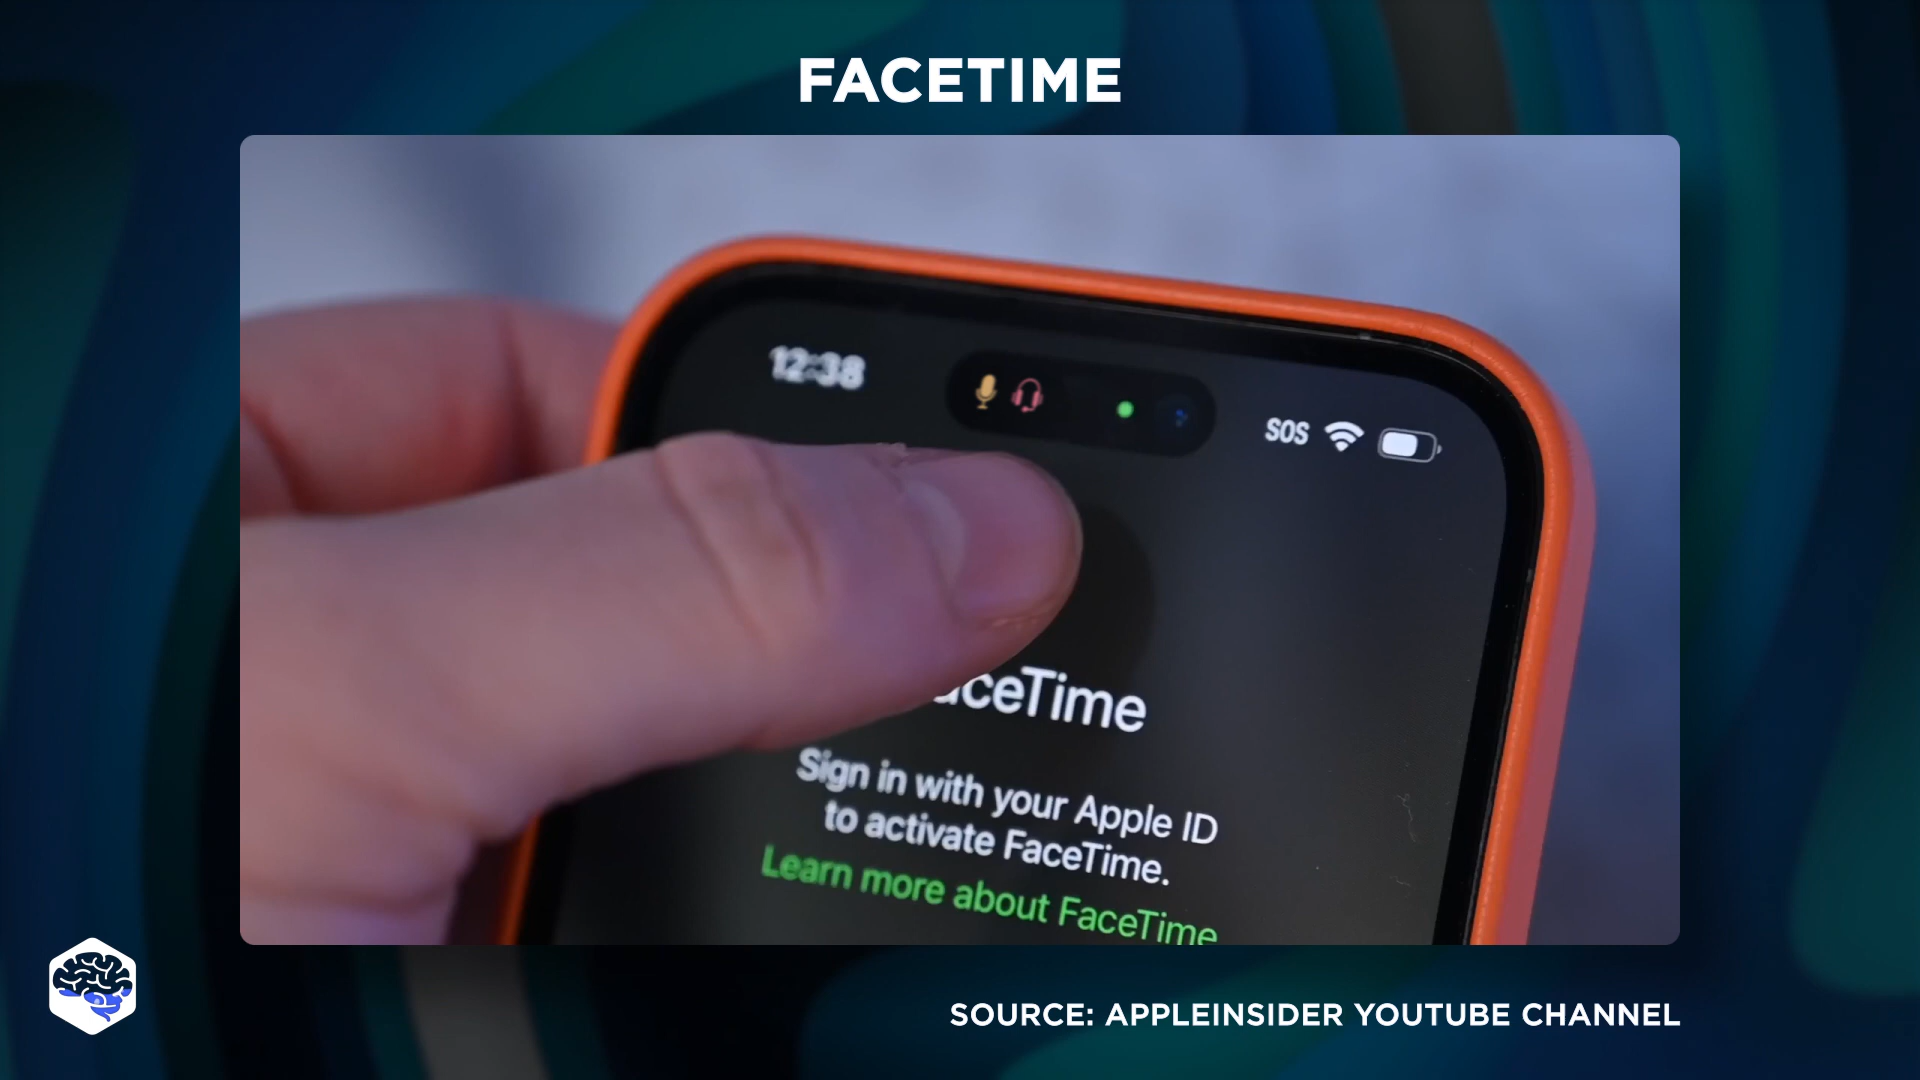 FACETIME
12:38
SOS
aceTime
Sign in with your Apple ID
to activate FaceTime.
Learn more about FaceTime
SOURCE: APPLEINSIDER YOUTUBE CHANNEL